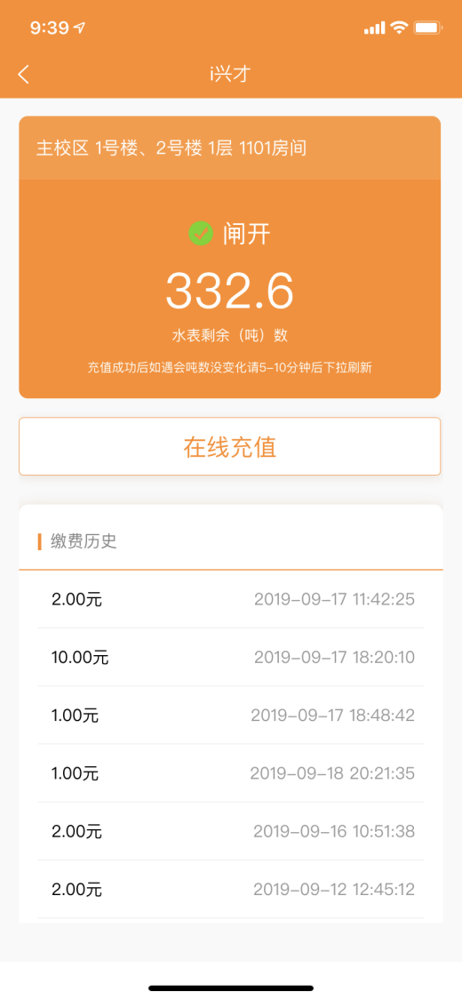 9:39
i兴才
主校区 1号楼、2号楼 1层 1101房间
闸开
332.6
水表剩余（吨）数
充值成功后如遇会吨数没变化请5-10分钟后下拉刷新
在线充值
缴费历史
2.00元 2019-09-17 11:42:25
10.00元 2019-09-17 18:20:10
1.00元 2019-09-17 18:48:42
1.00元 2019-09-18 20:21:35
2.00元 2019-09-16 10:51:38
2.00元 2019-09-12 12:45:12